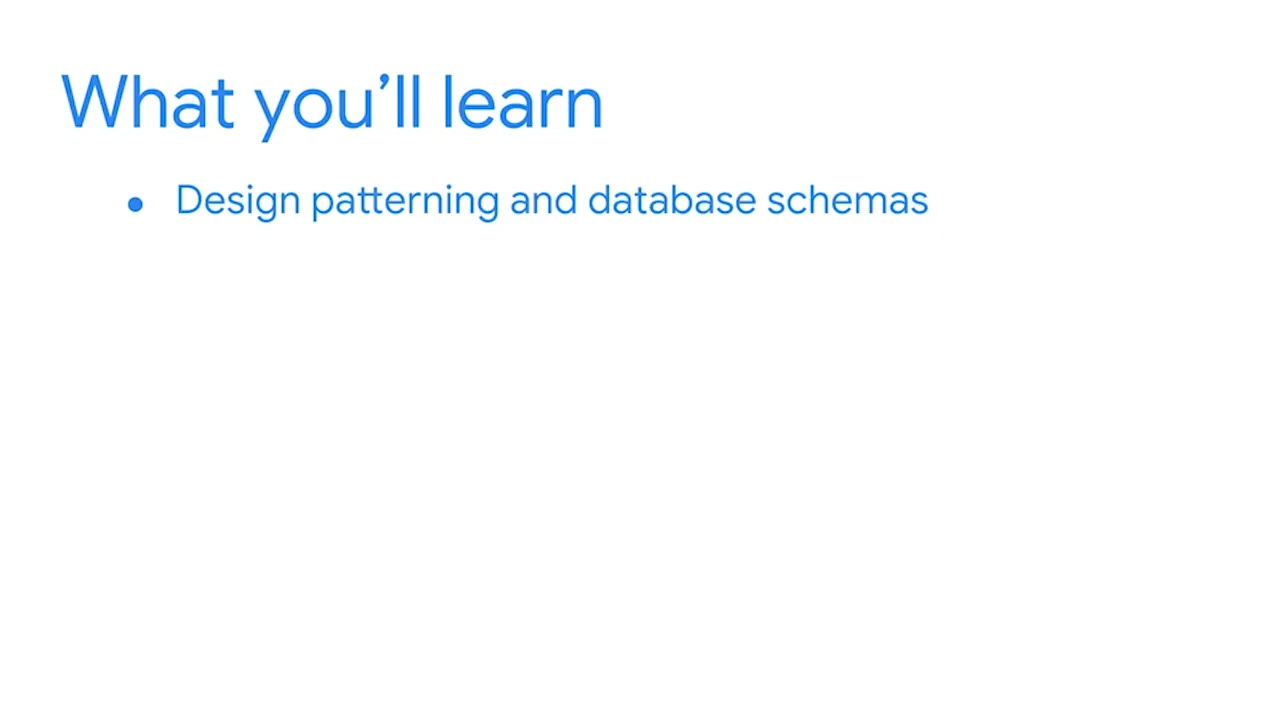 What you’ll learn
● Design patterning and database schemas